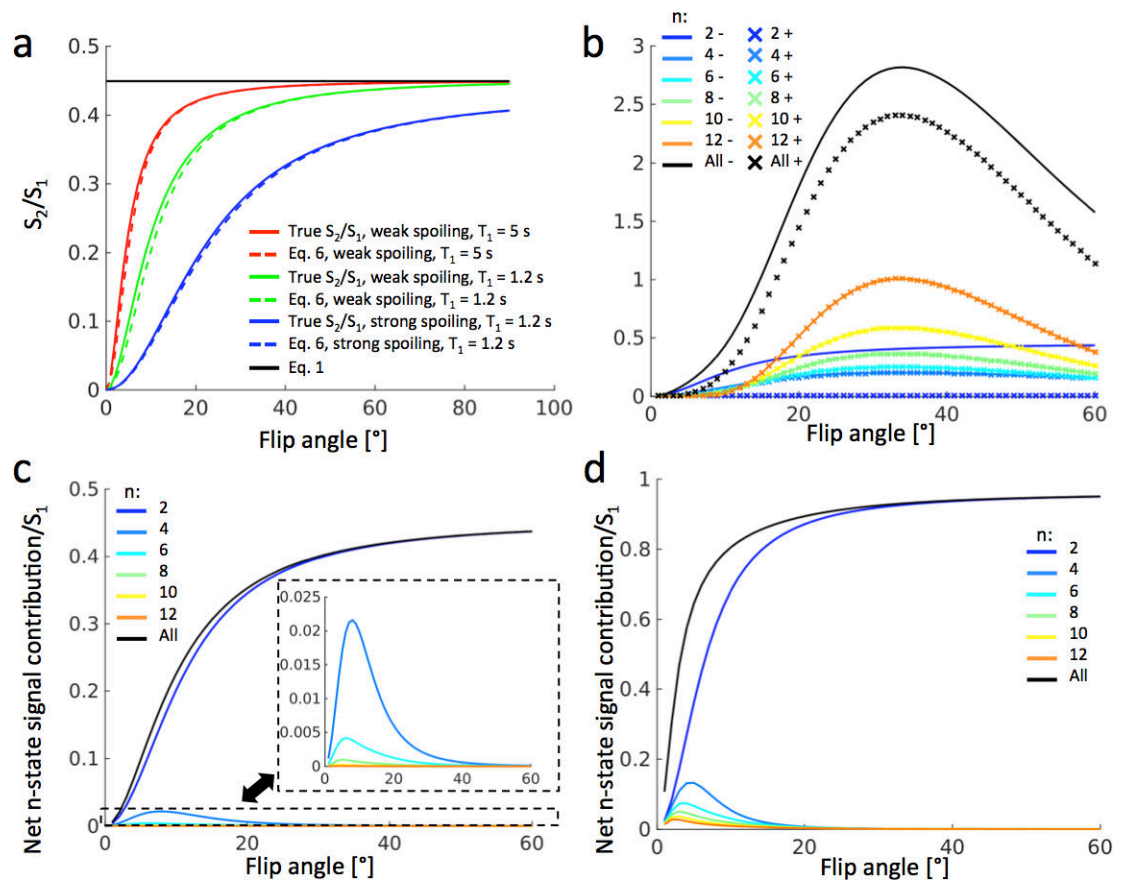 a
0.5
0.4
0.3
0.2
0.1
0
S2/S1
0 20 40 60 80 100
Flip angle [°]
True S2/S1, weak spoiling, T1 = 5 s
Eq. 6, weak spoiling, T1 = 5 s
True S2/S1, weak spoiling, T1 = 1.2 s
Eq. 6, weak spoiling, T1 = 1.2 s
True S2/S1, strong spoiling, T1 = 1.2 s
Eq. 6, strong spoiling, T1 = 1.2 s
Eq. 1
b
n:
2 - 2 +
4 - 4 +
6 - 6 +
8 - 8 +
10 - 10 +
12 - 12 +
All - All +
3
2.5
2
1.5
1
0.5
0
20 40 60
Flip angle [°]
c
n:
2
4
6
8
10
12
All
0.5
0.4
0.3
0.2
0.1
0
Net n-state signal contribution/S1
0 20 40 60
Flip angle [°]
0.025
0.02
0.015
0.01
0.005
0
0 20 40 60
d
1
0.8
0.6
0.4
0.2
0
Net n-state signal contribution/S1
n:
2
4
6
8
10
12
All
0 20 40 60
Flip angle [°]